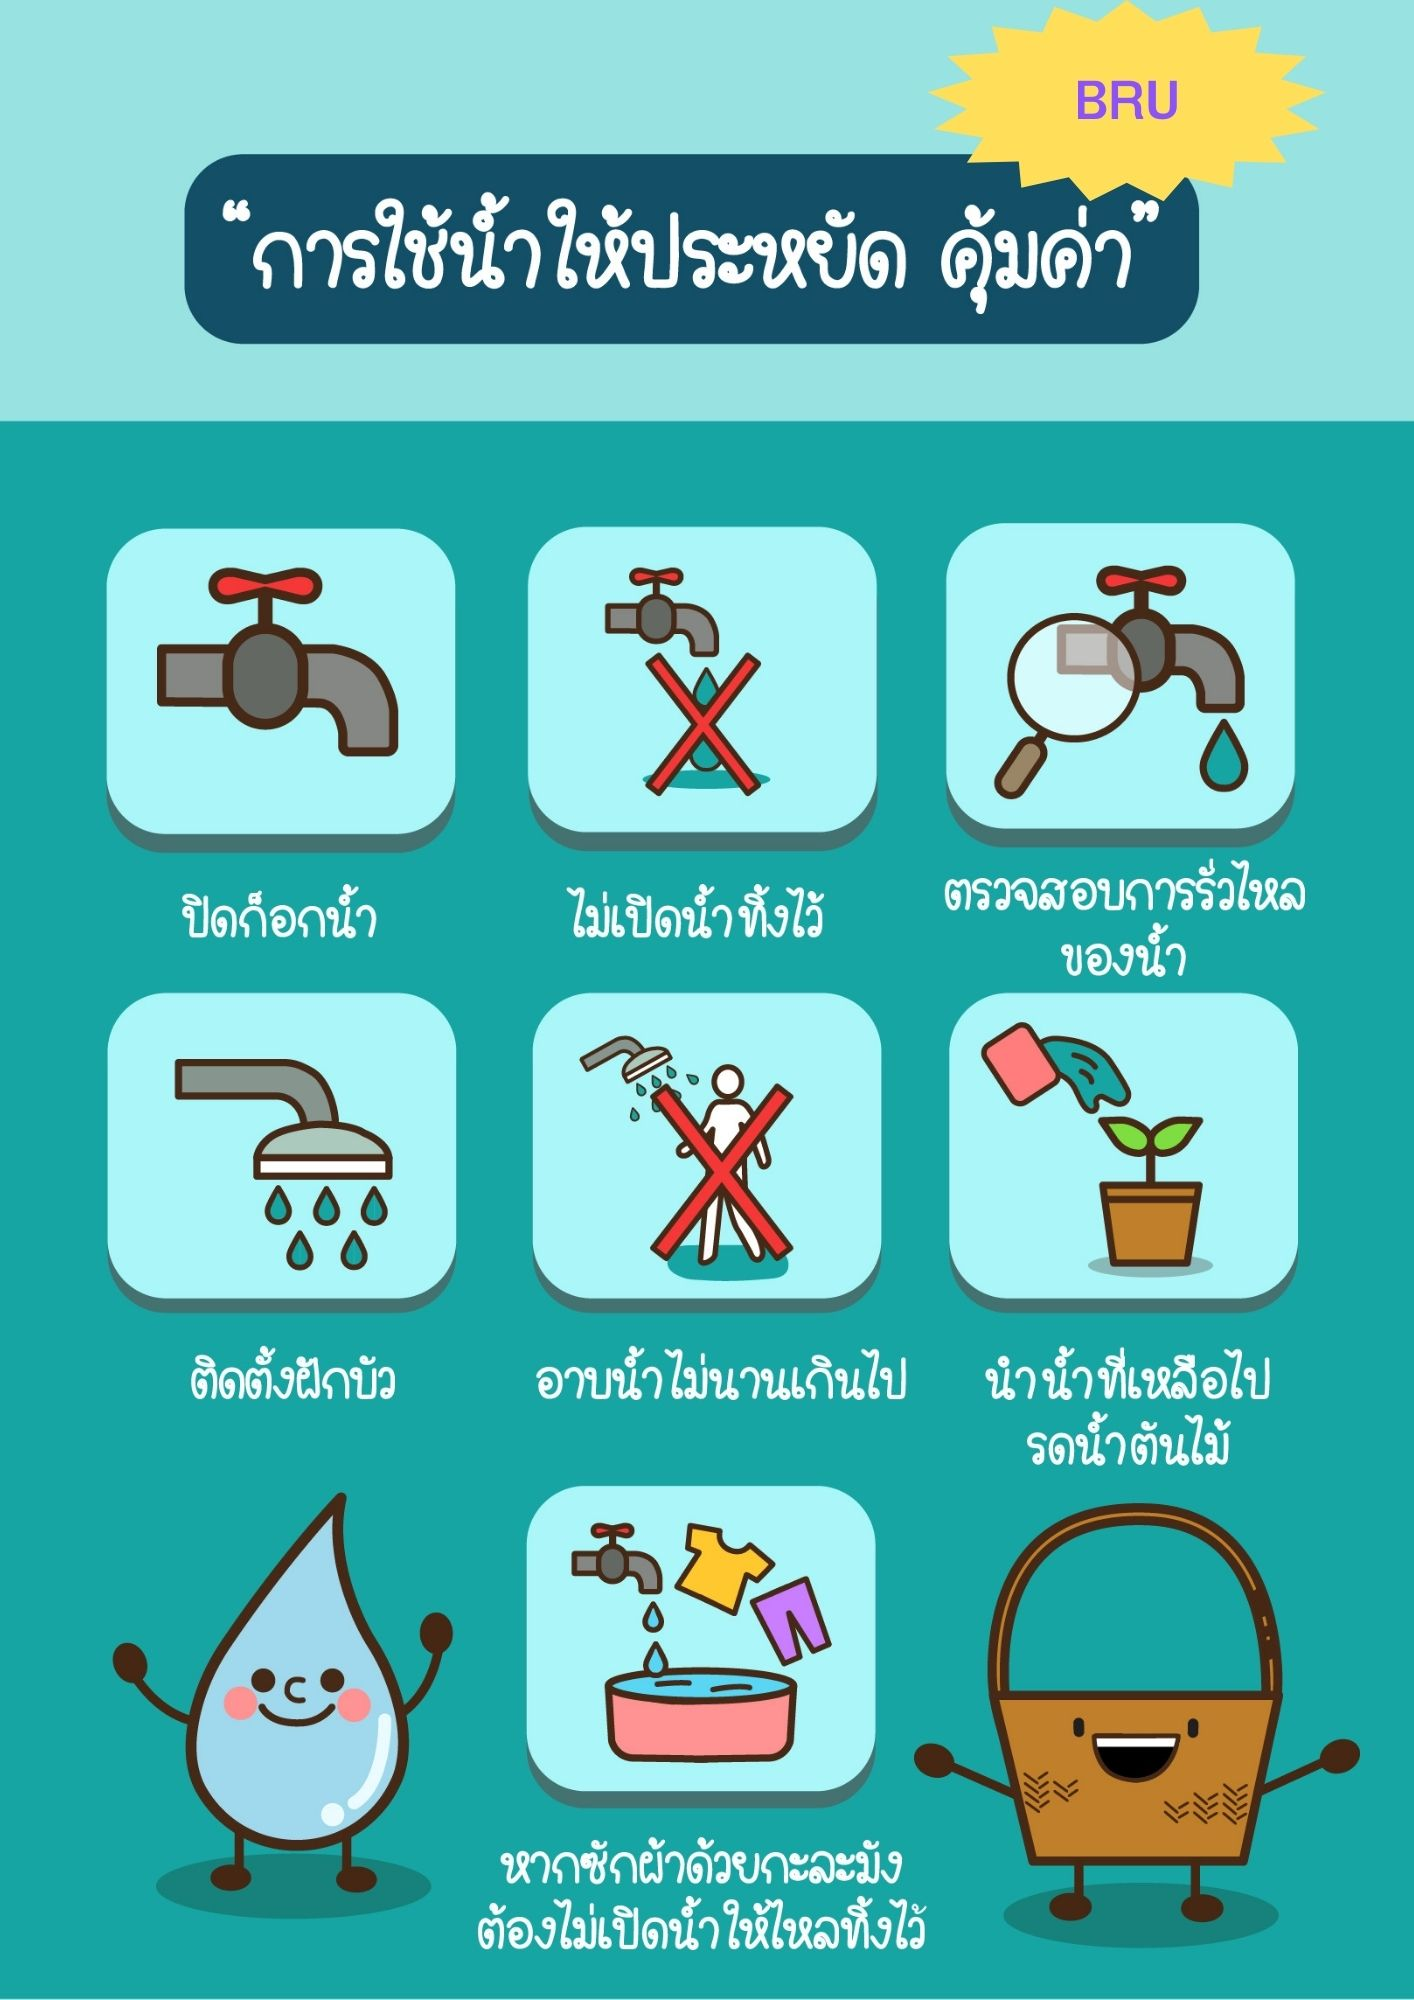 BRU
“การใช้น้ำให้ประหยัด คุ้มค่า”
ปิดก็อกน้ำ
ไม่เปิดน้ำทิ้งไว้
ตรวจสอบการรั่วไหล
ของน้ำ
ติดตั้งฝักบัว
อาบน้ำไม่นานเกินไป
นำน้ำที่เหลือไป
รดน้ำต้นไม้
หากซักผ้าด้วยกะละมัง
ต้องไม่เปิดน้ำให้ไหลทิ้งไว้